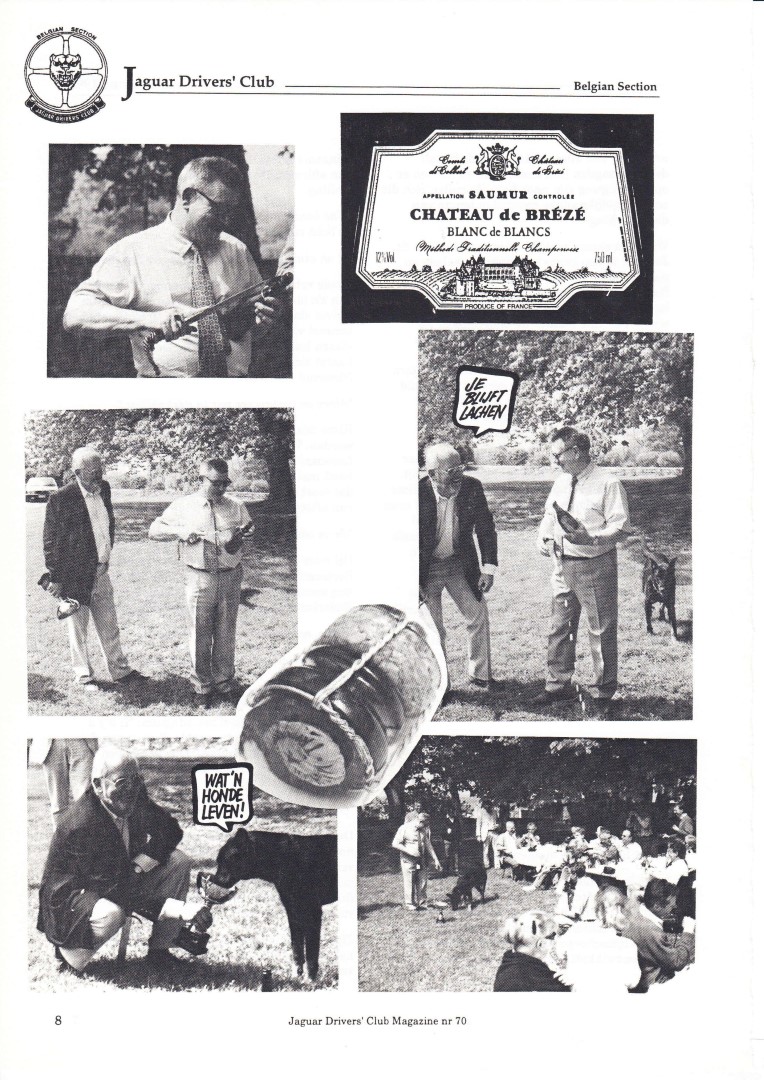 BELGIAN SECTION
JAGUAR DRIVERS' CLUB
Jaguar Drivers' Club
Belgian Section
Comte de Colbert
Château de Brézé
APPELLATION SAUMUR CONTROLÉE
CHATEAU de BRÉZÉ
BLANC de BLANCS
Méthode Traditionnelle Champenoise
12% Vol.
750 ml
PRODUCE OF FRANCE
JE
BLIJFT
LACHEN
WAT'N
HONDE
LEVEN!
8
Jaguar Drivers' Club Magazine nr 70